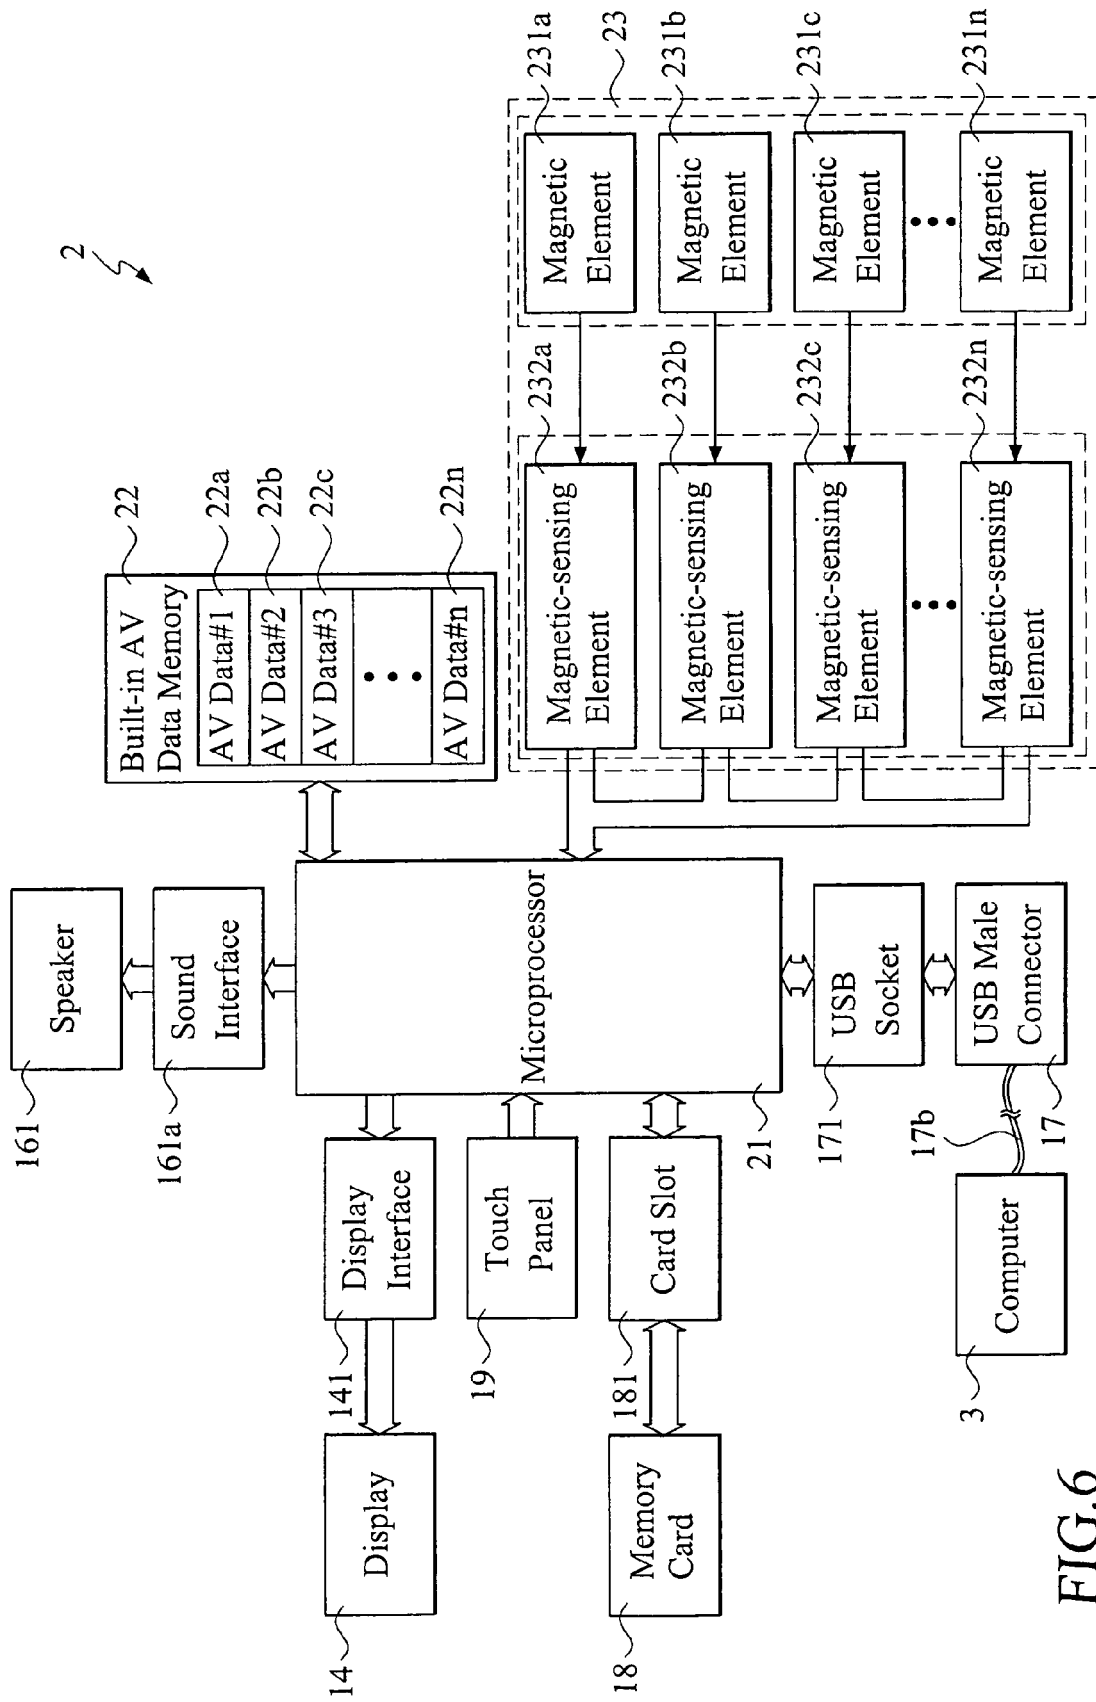 2
161
Speaker
161a
Sound
Interface
22
Built-in AV
Data Memory
AV Data#1
22a
AV Data#2
22b
AV Data#3
22c
AV Data#n
22n
14
Display
141
Display
Interface
19
Touch
Panel
Microprocessor
21
18
Memory
Card
181
Card Slot
171
USB
Socket
17
USB Male
Connector
17b
3
Computer
23
232a
Magnetic-sensing
Element
231a
Magnetic
Element
232b
Magnetic-sensing
Element
231b
Magnetic
Element
232c
Magnetic-sensing
Element
231c
Magnetic
Element
232n
Magnetic-sensing
Element
231n
Magnetic
Element
FIG.6